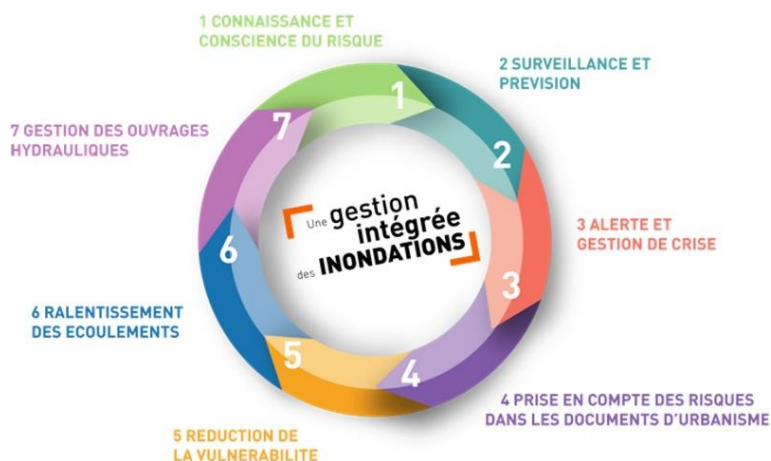 1 CONNAISSANCE ET
CONSCIENCE DU RISQUE
2 SURVEILLANCE ET
PREVISION
3 ALERTE ET
GESTION DE CRISE
4 PRISE EN COMPTE DES RISQUES
DANS LES DOCUMENTS D'URBANISME
5 REDUCTION DE
LA VULNERABILITE
6 RALENTISSEMENT
DES ECOULEMENTS
7 GESTION DES OUVRAGES
HYDRAULIQUES
1
2
3
4
5
6
7
Une gestion
intégrée
des INONDATIONS